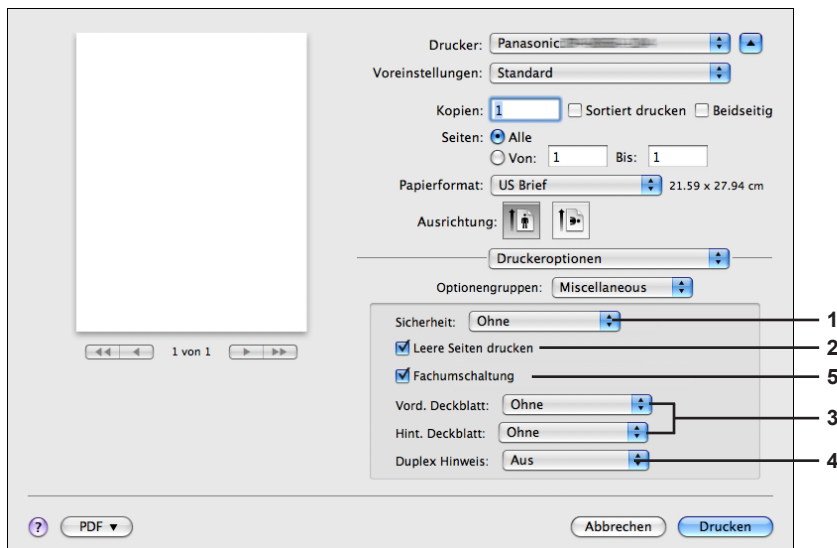 Drucker: Panasonic
Voreinstellungen: Standard
Kopien: 1 Sortiert drucken Beidseitig
Seiten: Alle
Von: 1 Bis: 1
Papierformat: US Brief 21.59 x 27.94 cm
Ausrichtung:
Druckeroptionen
Optionengruppen: Miscellaneous
Sicherheit: Ohne 1
Leere Seiten drucken 2
1 von 1
Fachumschaltung 5
Vord. Deckblatt: Ohne
3
Hint. Deckblatt: Ohne
Duplex Hinweis: Aus 4
? PDF ▼ Abbrechen Drucken